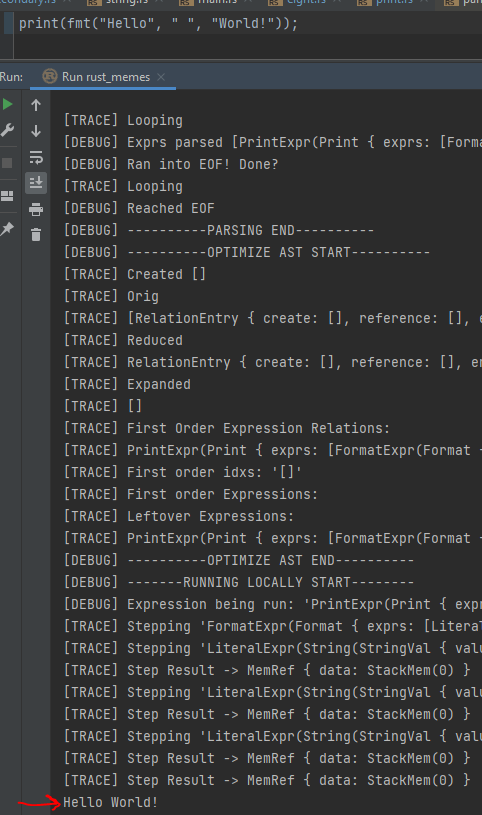 string.rs main.rs eight.rs print.rs
print(fmt("Hello", " ", "World!"));
Run: Run rust_memes ×
[TRACE] Looping
[DEBUG] Exprs parsed [PrintExpr(Print { exprs: [Forma
[DEBUG] Ran into EOF! Done?
[TRACE] Looping
[DEBUG] Reached EOF
[DEBUG] ----------PARSING END----------
[DEBUG] ----------OPTIMIZE AST START----------
[TRACE] Created []
[TRACE] Orig
[TRACE] [RelationEntry { create: [], reference: [], e
[TRACE] Reduced
[TRACE] RelationEntry { create: [], reference: [], en
[TRACE] Expanded
[TRACE] []
[TRACE] First Order Expression Relations:
[TRACE] PrintExpr(Print { exprs: [FormatExpr(Format {
[TRACE] First order idxs: '[]'
[TRACE] First order Expressions:
[TRACE] Leftover Expressions:
[TRACE] PrintExpr(Print { exprs: [FormatExpr(Format {
[DEBUG] ----------OPTIMIZE AST END----------
[DEBUG] -------RUNNING LOCALLY START--------
[DEBUG] Expression being run: 'PrintExpr(Print { expr
[TRACE] Stepping 'FormatExpr(Format { exprs: [Literal
[TRACE] Stepping 'LiteralExpr(String(StringVal { valu
[TRACE] Step Result -> MemRef { data: StackMem(0) }
[TRACE] Stepping 'LiteralExpr(String(StringVal { valu
[TRACE] Step Result -> MemRef { data: StackMem(0) }
[TRACE] Stepping 'LiteralExpr(String(StringVal { valu
[TRACE] Step Result -> MemRef { data: StackMem(0) }
[TRACE] Step Result -> MemRef { data: StackMem(0) }
Hello World!